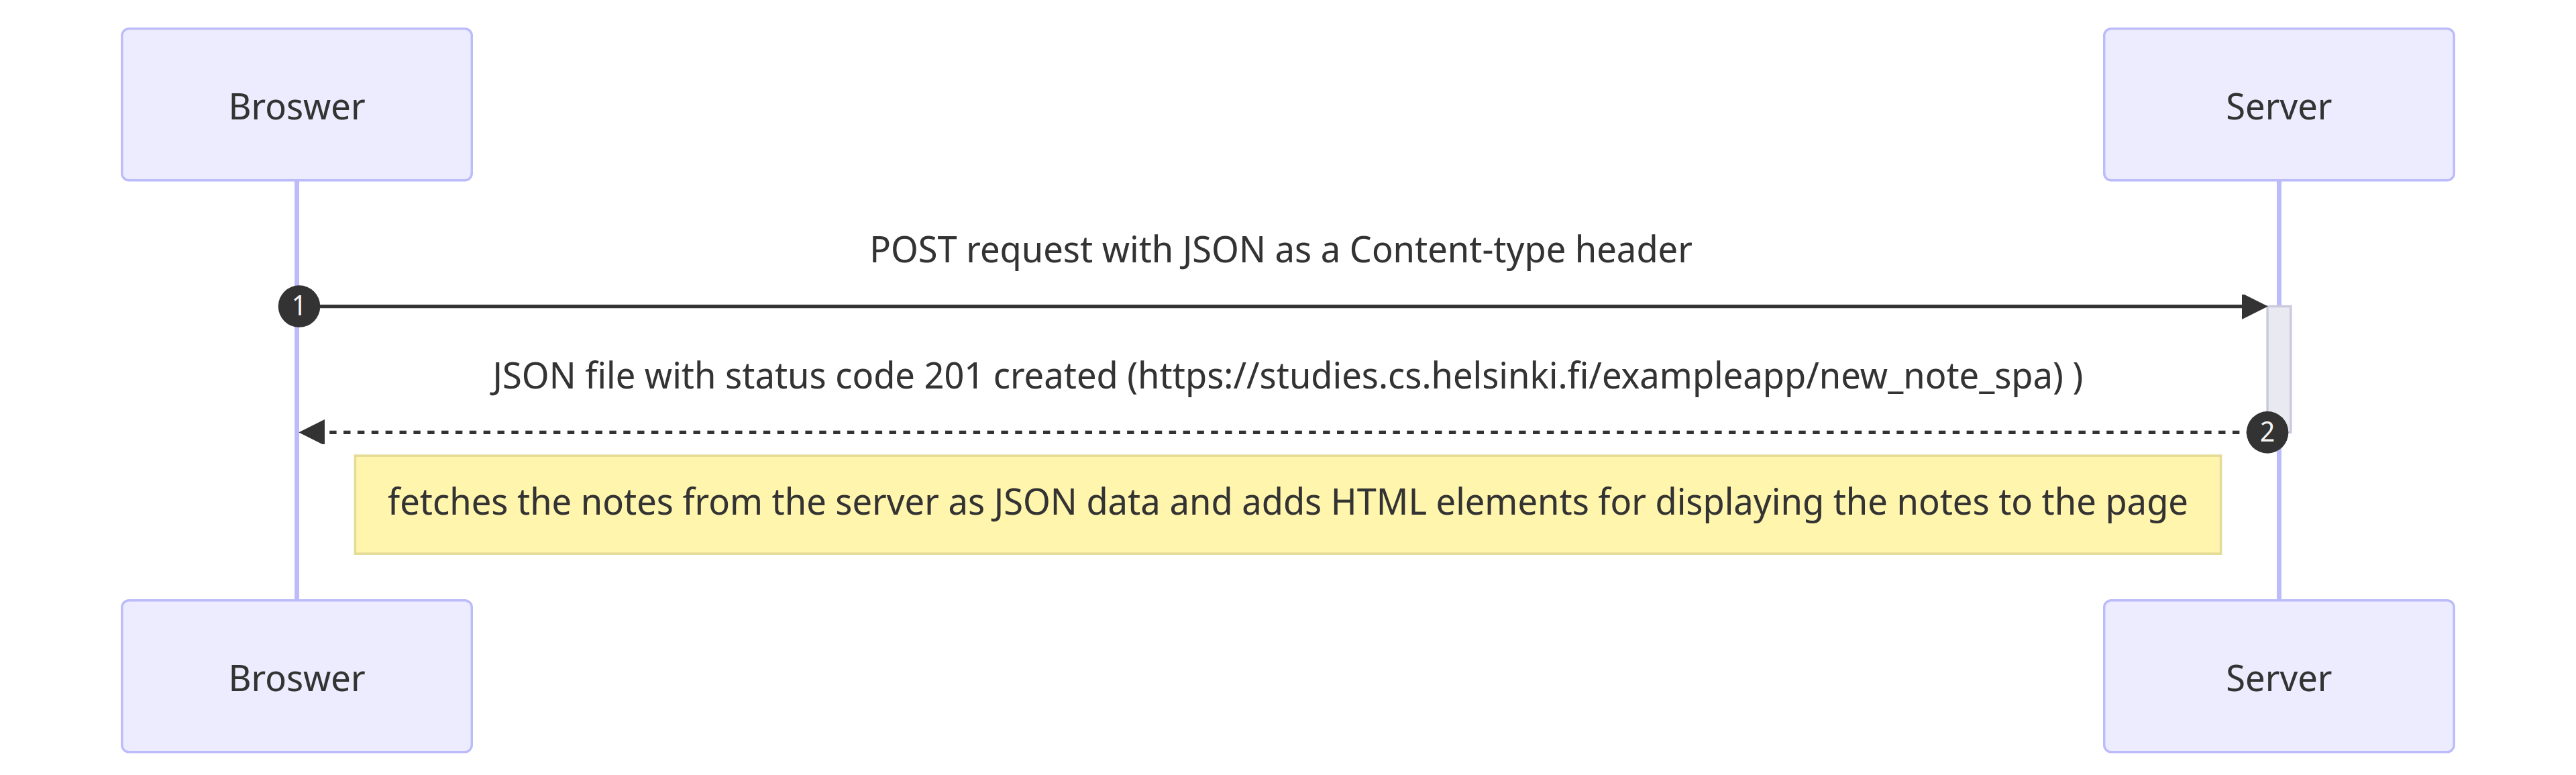 Broswer
Server
POST request with JSON as a Content-type header
1
JSON file with status code 201 created (https://studies.cs.helsinki.fi/exampleapp/new_note_spa) )
2
fetches the notes from the server as JSON data and adds HTML elements for displaying the notes to the page
Broswer
Server